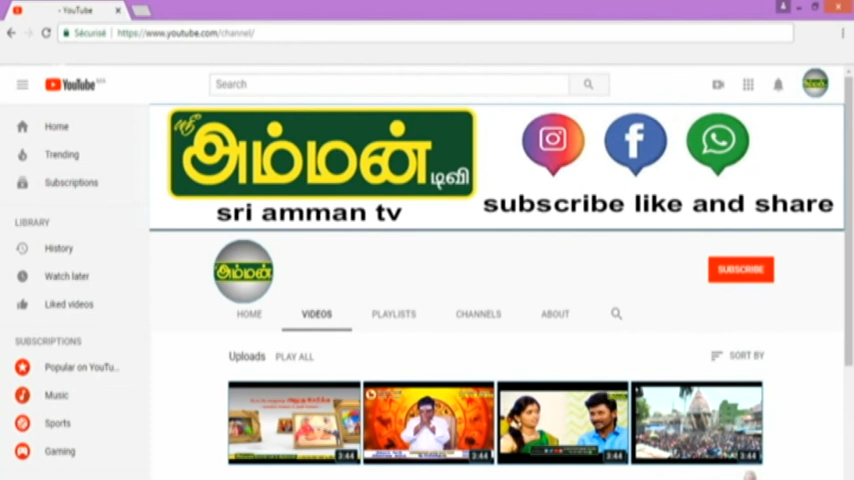 - YouTube
Sécurisé https://www.youtube.com/channel/
YouTube
Search
ஸ்ரீ
அம்மன்
டிவி
sri amman tv
subscribe like and share
Home
Trending
Subscriptions
LIBRARY
History
Watch later
Liked videos
SUBSCRIPTIONS
Popular on YouTu...
Music
Sports
Gaming
அம்மன்
SUBSCRIBE
HOME VIDEOS PLAYLISTS CHANNELS ABOUT
Uploads PLAY ALL
SORT BY
3:44
3:44
3:44
3:44